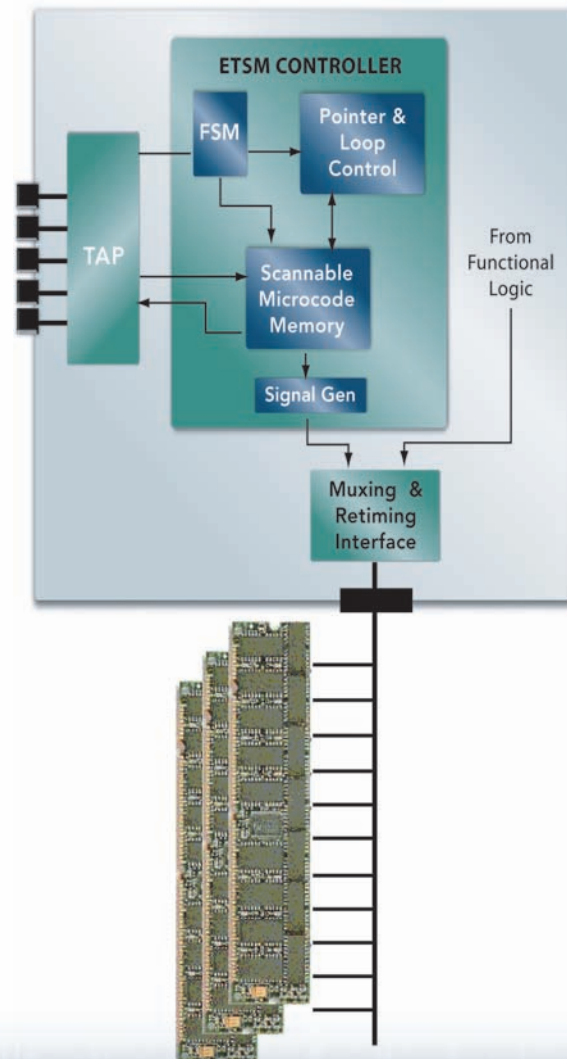 ETSM CONTROLLER
FSM
Pointer &
Loop
Control
TAP
Scannable
Microcode
Memory
From
Functional
Logic
Signal Gen
Muxing &
Retiming
Interface